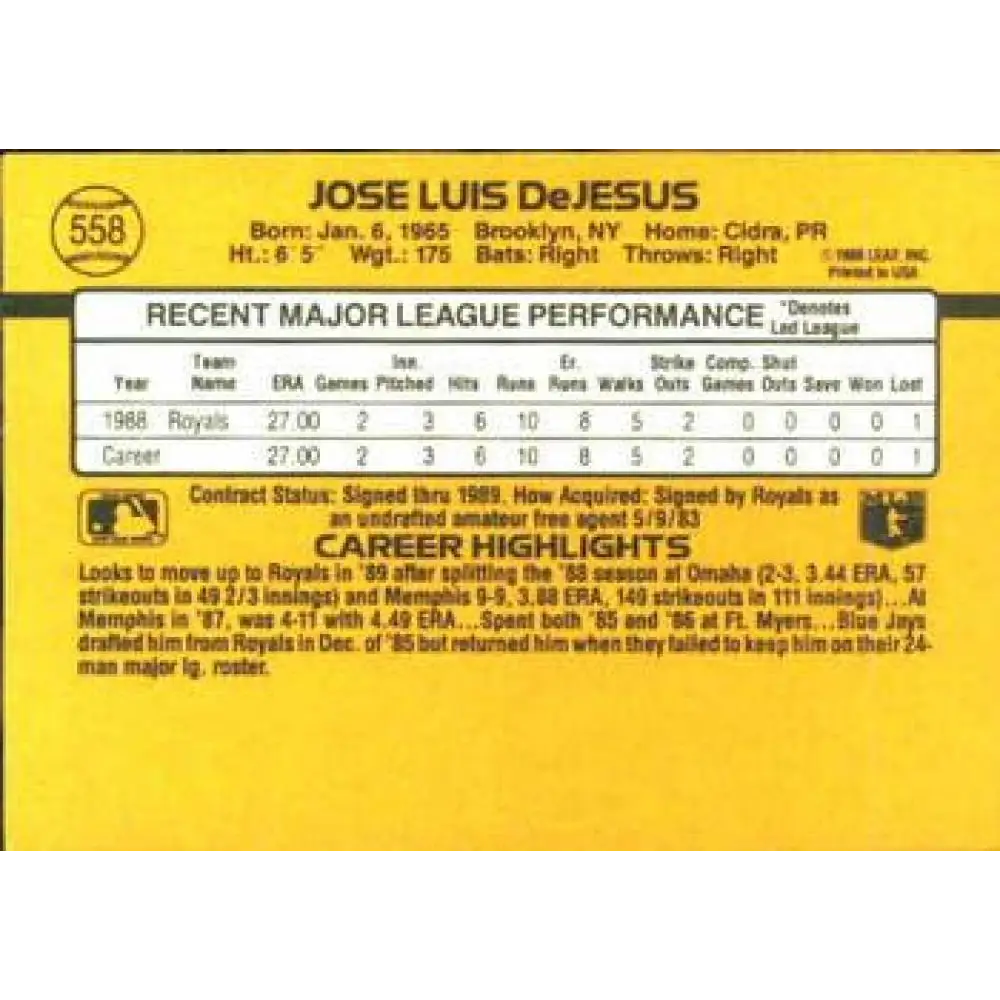 558
JOSE LUIS DeJESUS
Born: Jan. 6, 1965 Brooklyn, NY Home: Cidra, PR
Ht.: 6'5" Wgt.: 175 Bats: Right Throws: Right
© 1988 LEAF, INC.
Printed in USA
RECENT MAJOR LEAGUE PERFORMANCE *Denotes Led League
Year Team Name ERA Games Inn. Pitched Hits Runs Er. Runs Walks Strike Outs Comp. Games Shut Outs Save Won Lost
1988 Royals 27.00 2 3 6 10 8 5 2 0 0 0 0 1
Career 27.00 2 3 6 10 8 5 2 0 0 0 0 1
Contract Status: Signed thru 1989. How Acquired: Signed by Royals as
an undrafted amateur free agent 5/9/83
CAREER HIGHLIGHTS
Looks to move up to Royals in '89 after splitting the '88 season at Omaha (2-3, 3.44 ERA, 57
strikeouts in 49 2/3 innings) and Memphis 9-9, 3.88 ERA, 149 strikeouts in 111 innings)...At
Memphis in '87, was 4-11 with 4.49 ERA...Spent both '85 and '86 at Ft. Myers...Blue Jays
drafted him from Royals in Dec. of '85 but returned him when they failed to keep him on their 24-
man major lg. roster.